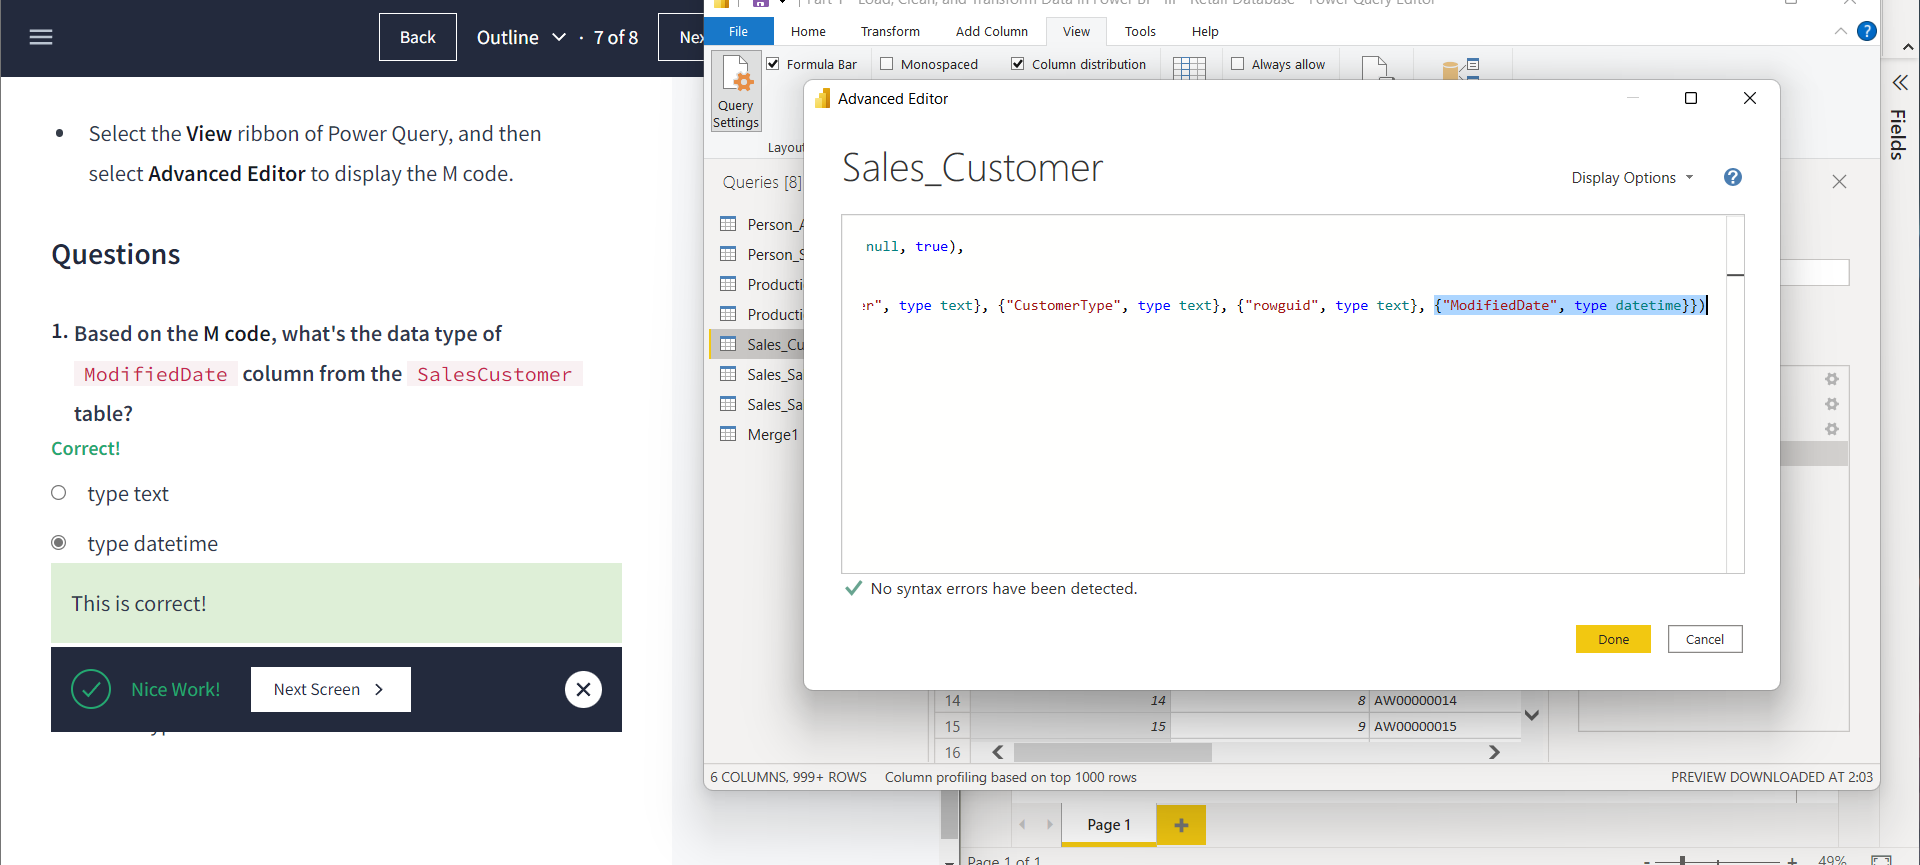 Back
Outline
· 7 of 8
Select the View ribbon of Power Query, and then
select Advanced Editor to display the M code.
Questions
1. Based on the M code, what's the data type of
ModifiedDate column from the SalesCustomer
table?
Correct!
type text
type datetime
This is correct!
Nice Work!
Next Screen
File
Home
Transform
Add Column
View
Tools
Help
?
Query
Settings
Formula Bar
Monospaced
Column distribution
Always allow
Layout
Fields
Queries [8]
Person_A
Person_S
Producti
Producti
Sales_Cu
Sales_Sa
Sales_Sa
Merge1
Advanced Editor
Sales_Customer
Display Options
?
null, true),
er", type text}, {"CustomerType", type text}, {"rowguid", type text}, {"ModifiedDate", type datetime}})
No syntax errors have been detected.
Done
Cancel
14 14 8 AW00000014
15 15 9 AW00000015
16
6 COLUMNS, 999+ ROWS
Column profiling based on top 1000 rows
PREVIEW DOWNLOADED AT 2:03
Page 1
+
Page 1 of 1
- + 49%